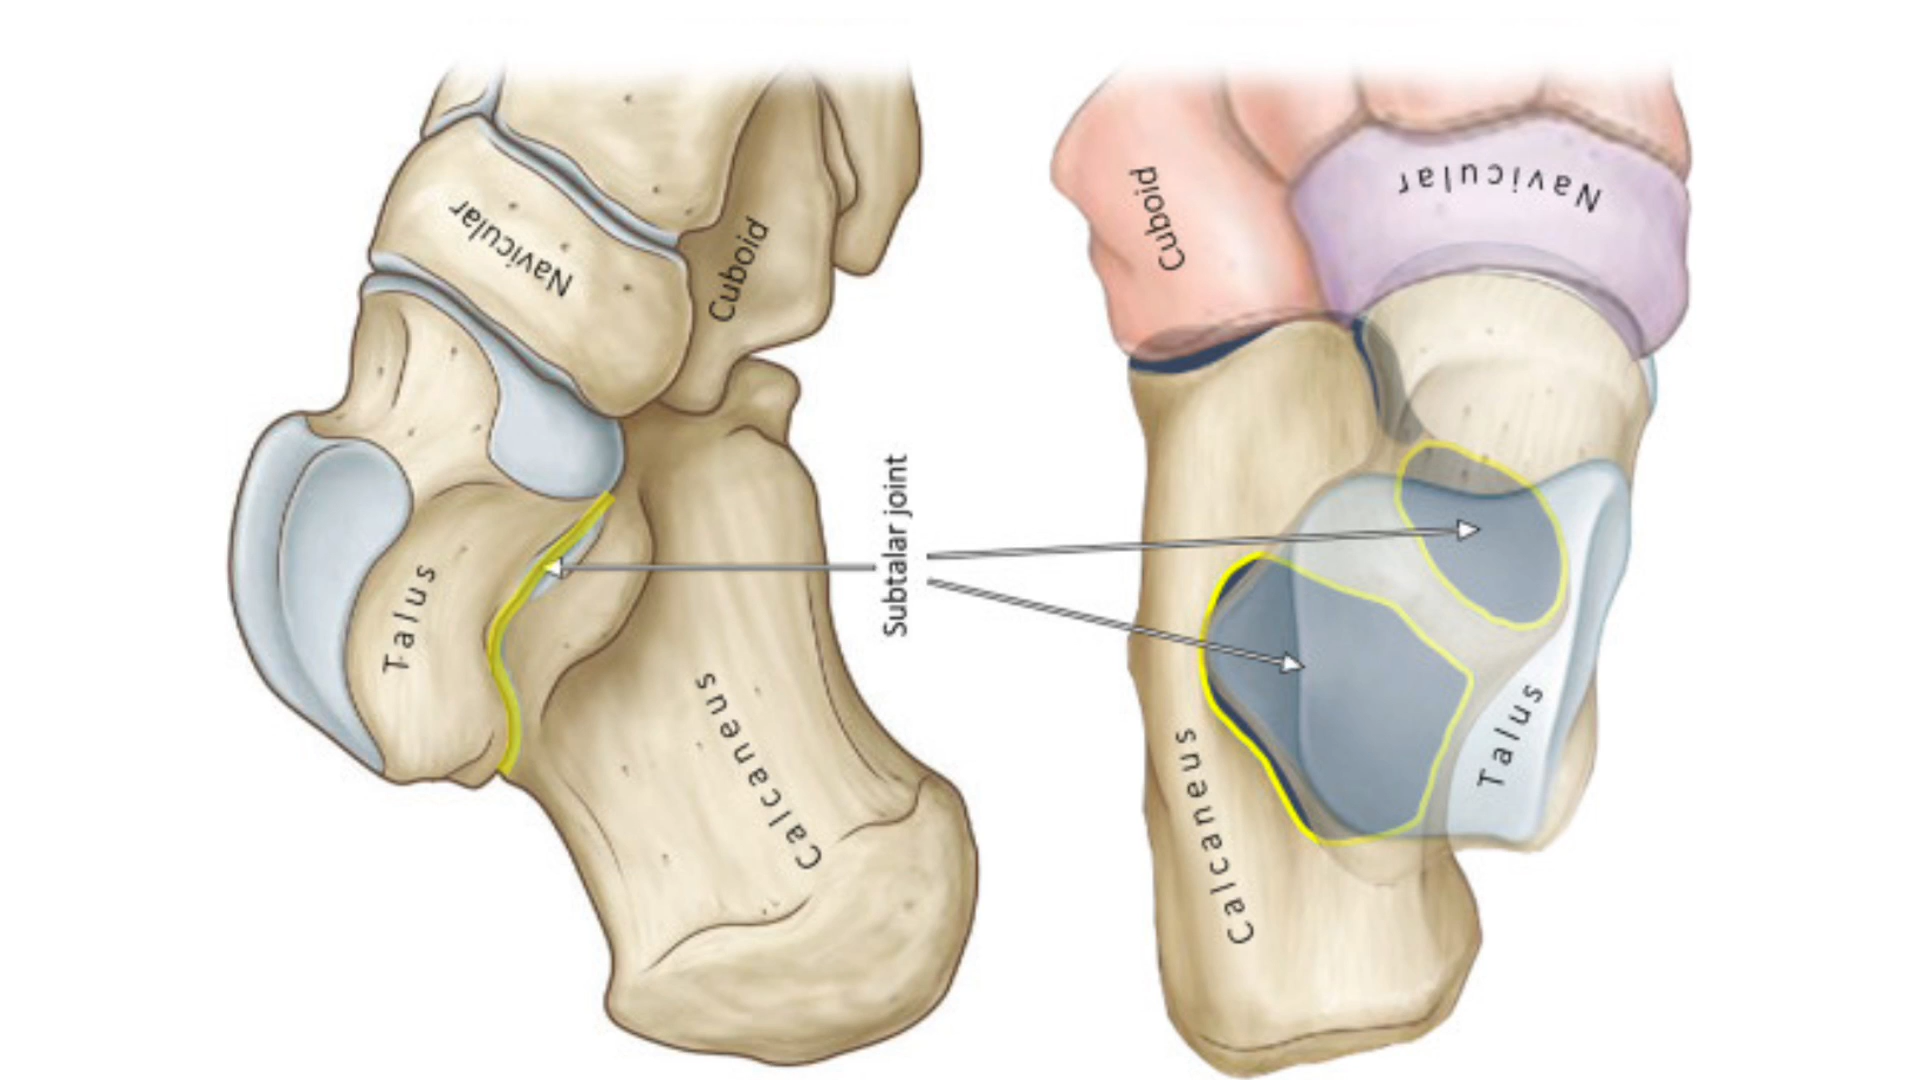 Navicular
Cuboid
Talus
Calcaneus
Subtalar joint
Cuboid
Navicular
Talus
Calcaneus